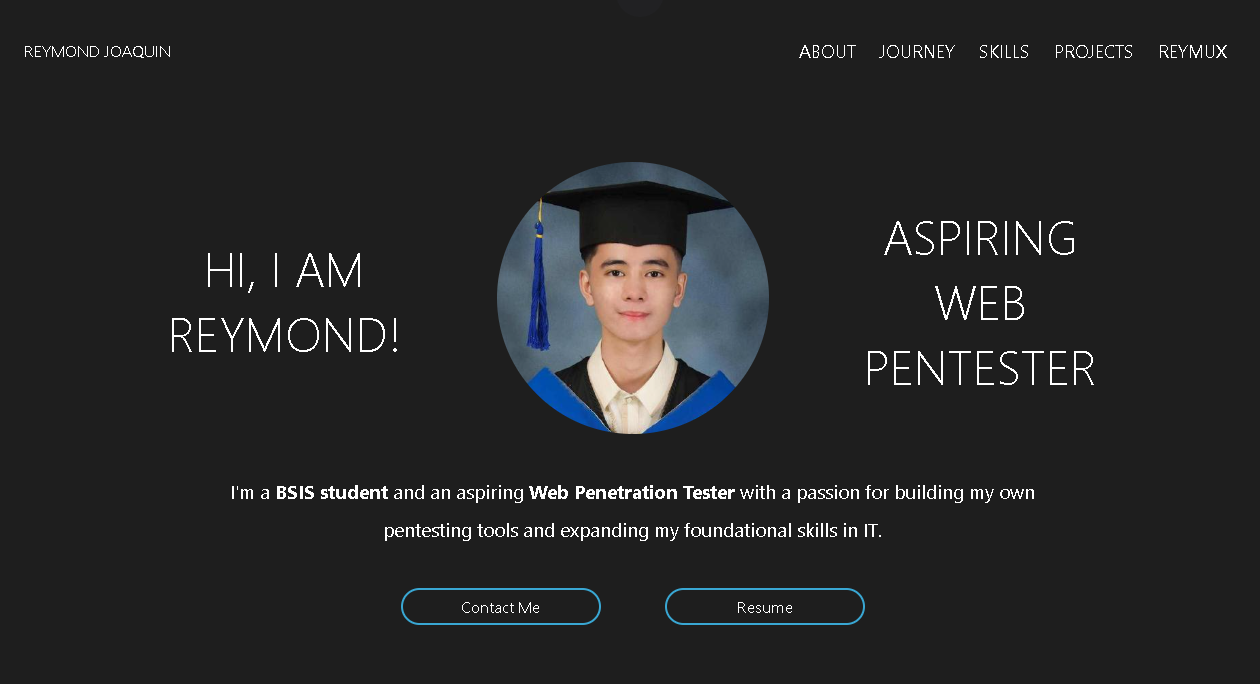 REYMOND JOAQUIN
ABOUT JOURNEY SKILLS PROJECTS REYMUX
HI, I AM
REYMOND!
ASPIRING
WEB
PENTESTER
I'm a BSIS student and an aspiring Web Penetration Tester with a passion for building my own
pentesting tools and expanding my foundational skills in IT.
Contact Me
Resume